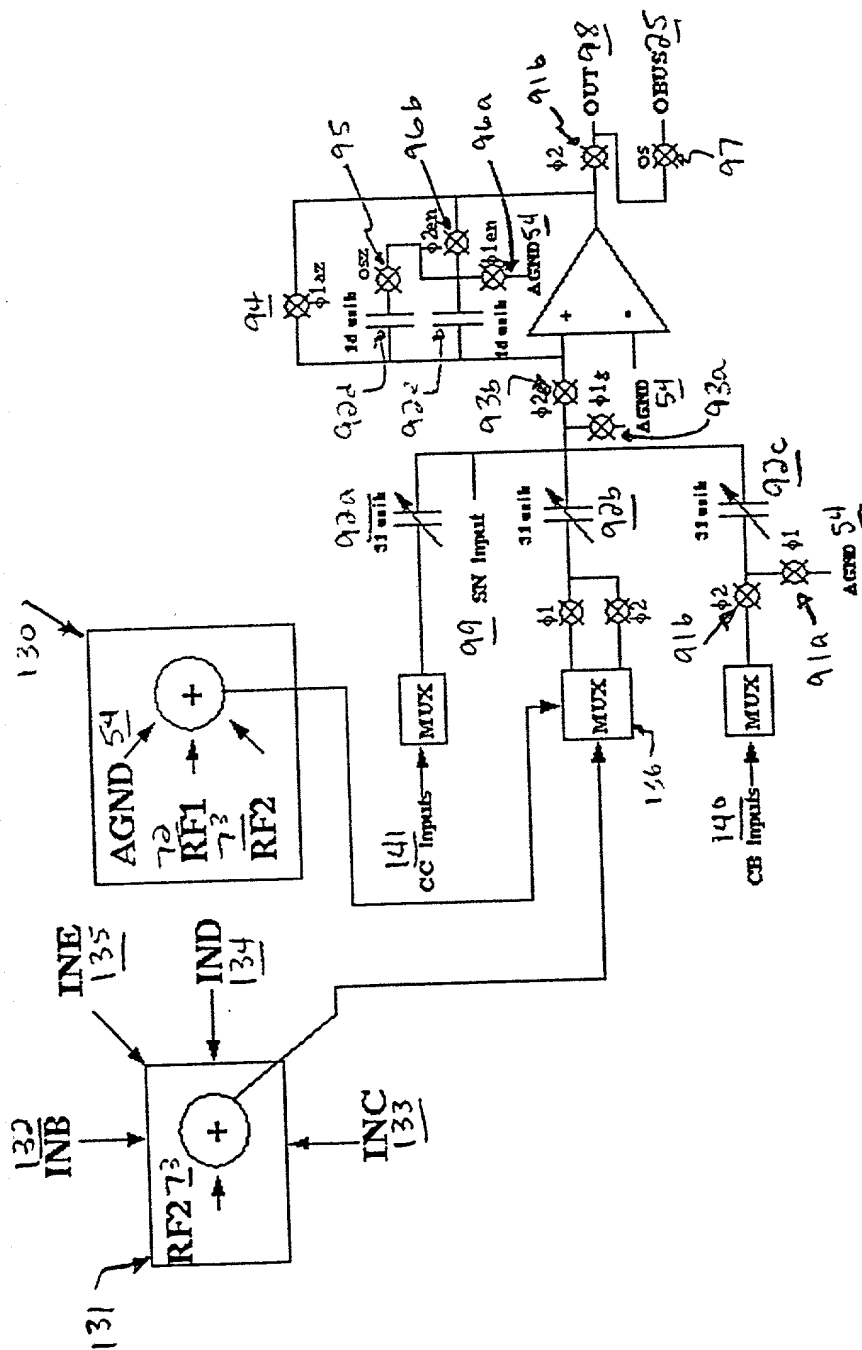 130
AGND 54
72
RF1
73
RF2
131
132
INB
INE
135
RF2 73
IND
134
INC
133
141
CC Inputs
MUX
92a
31 unit
99 SN Input
136
MUX
φ1
φ2
31 unit
92b
140
CB Inputs
MUX
91b
φ2
φ1
91a
AGND 54
31 unit
92c
φ2g
93b
φ1g
93a
AGND
54
+
-
94
φ1az
92d
1d unit
osz
95
92e
1d unit
φ2en
96b
φ1en
96a
AGND 54
φ2
91b
OUT 98
os
97
OBUS 25